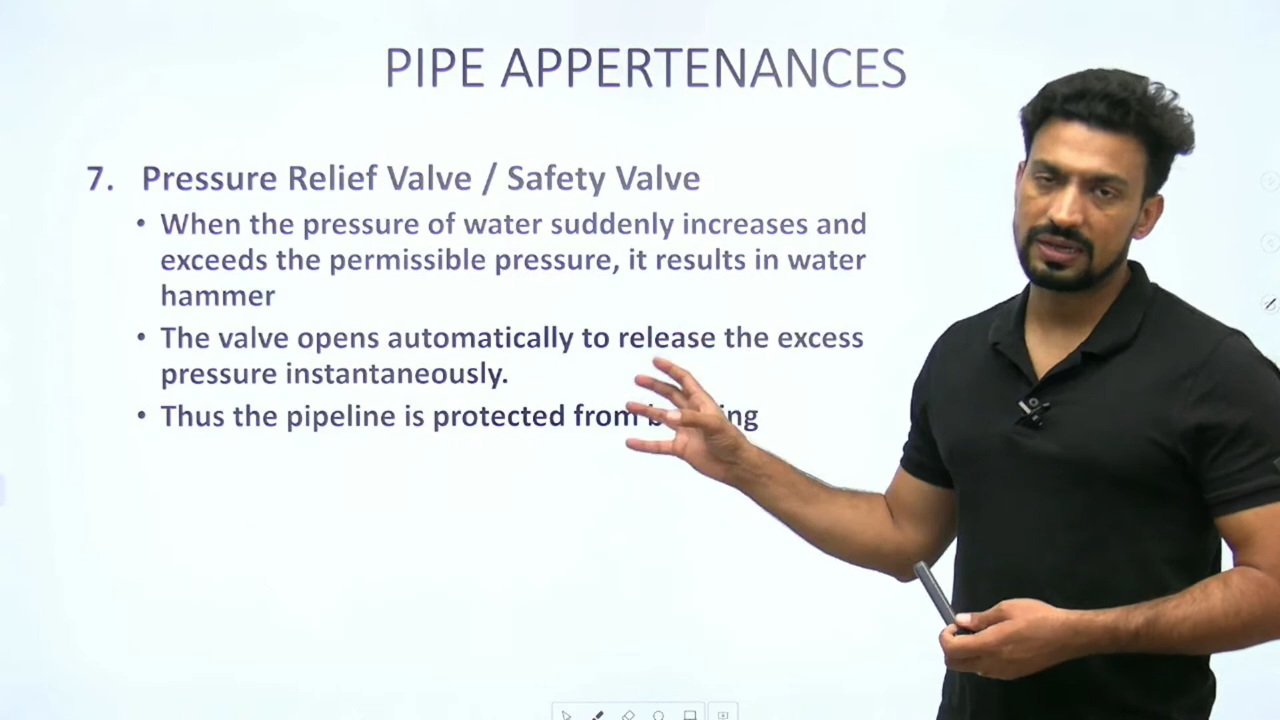 PIPE APPERTENANCES
7. Pressure Relief Valve / Safety Valve
• When the pressure of water suddenly increases and
exceeds the permissible pressure, it results in water
hammer
• The valve opens automatically to release the excess
pressure instantaneously.
• Thus the pipeline is protected from